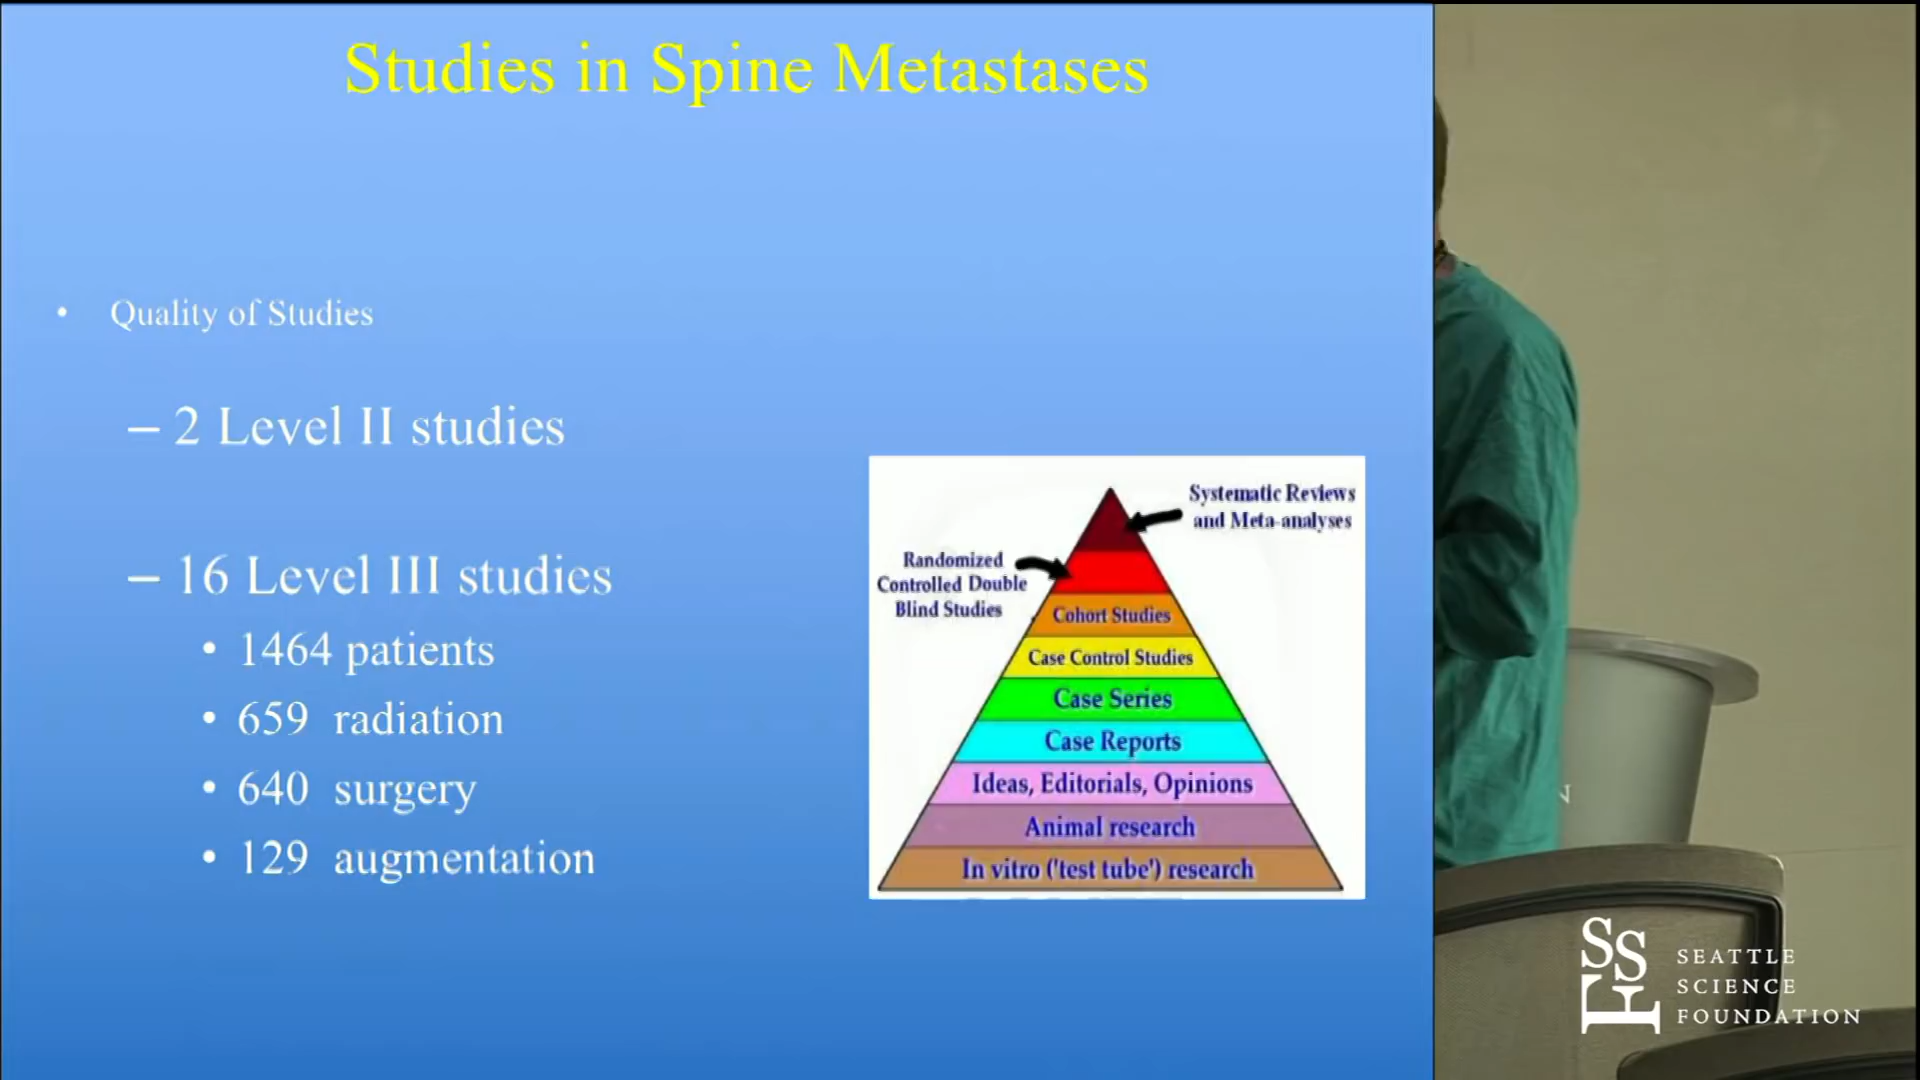 Studies in Spine Metastases
• Quality of Studies
– 2 Level II studies
– 16 Level III studies
• 1464 patients
• 659 radiation
• 640 surgery
• 129 augmentation
Systematic Reviews
and Meta-analyses
Randomized
Controlled Double
Blind Studies
Cohort Studies
Case Control Studies
Case Series
Case Reports
Ideas, Editorials, Opinions
Animal research
In vitro ('test tube') research
N
SSF
SEATTLE
SCIENCE
FOUNDATION